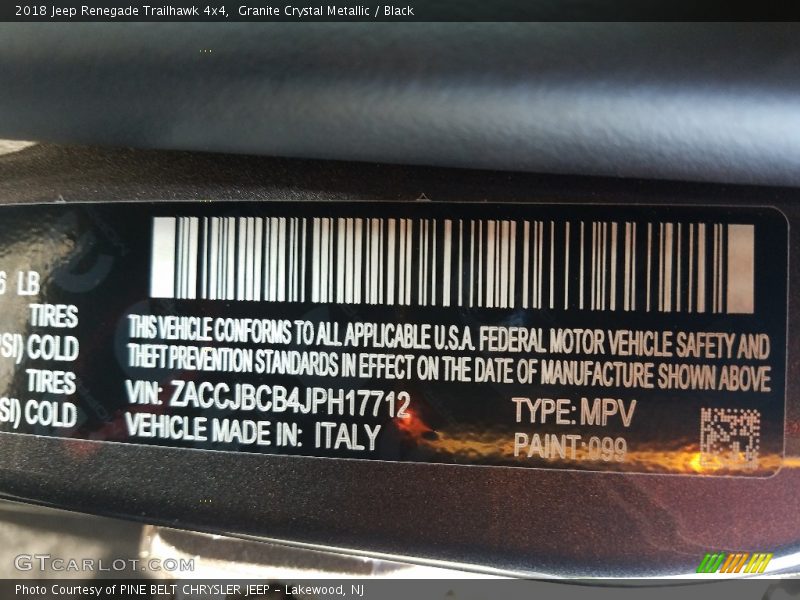 2018 Jeep Renegade Trailhawk 4x4, Granite Crystal Metallic / Black
LB
TIRES
COLD
TIRES
COLD
THIS VEHICLE CONFORMS TO ALL APPLICABLE U.S.A. FEDERAL MOTOR VEHICLE SAFETY AND
THEFT PREVENTION STANDARDS IN EFFECT ON THE DATE OF MANUFACTURE SHOWN ABOVE
VIN: ZACCJBCB4JPH17712
TYPE: MPV
VEHICLE MADE IN: ITALY
PAINT: 099
GTCARLOT.COM
Photo Courtesy of PINE BELT CHRYSLER JEEP - Lakewood, NJ